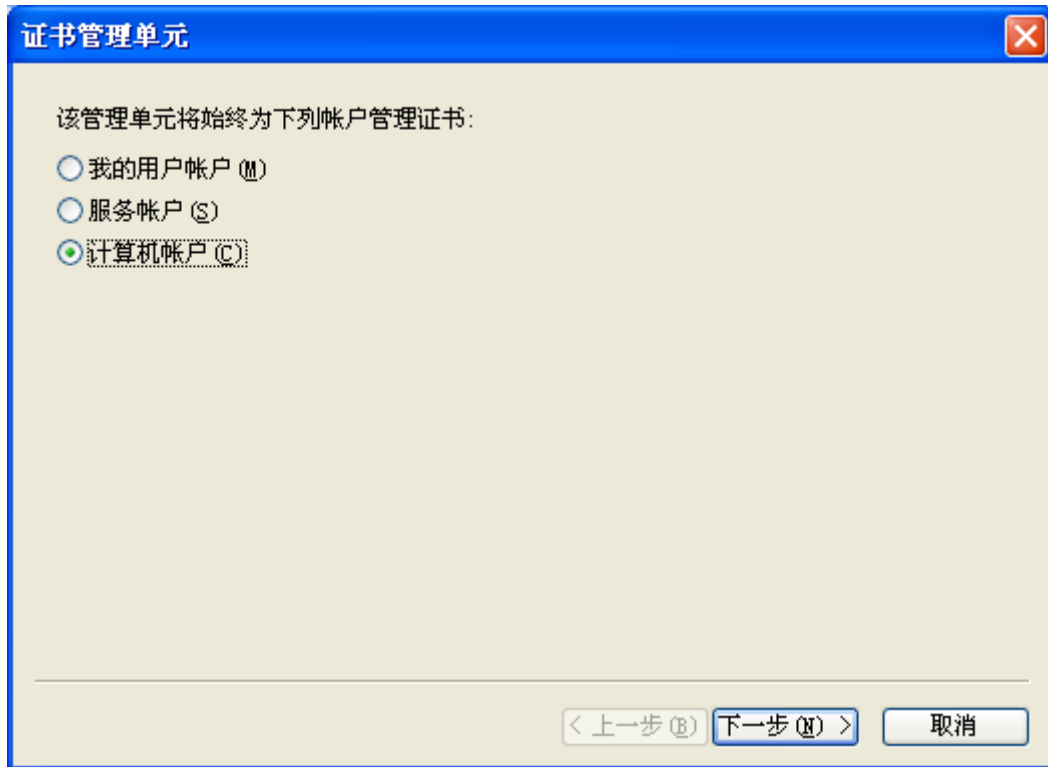 证书管理单元
该管理单元将始终为下列帐户管理证书:
我的用户帐户(M)
服务帐户(S)
计算机帐户(C)
< 上一步(B) 下一步(N) > 取消